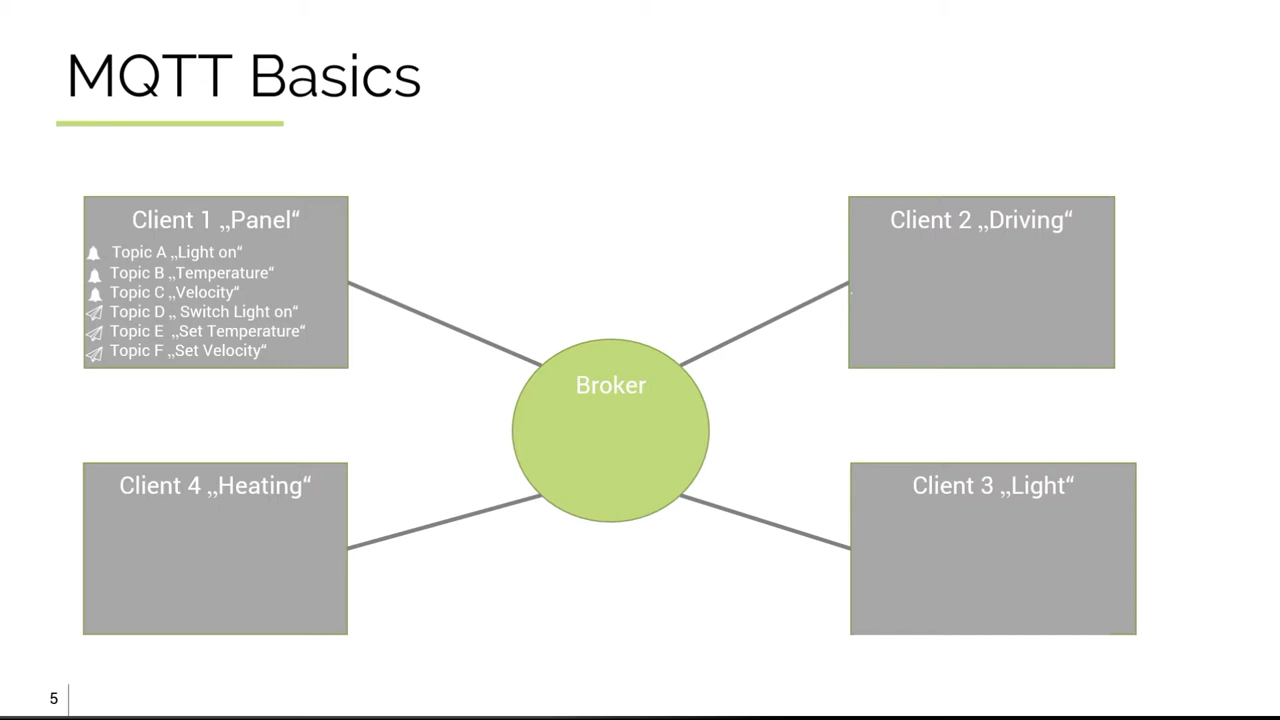 MQTT Basics
Client 1 „Panel“
Topic A „Light on“
Topic B „Temperature“
Topic C „Velocity“
Topic D „ Switch Light on“
Topic E „Set Temperature“
Topic F „Set Velocity“
Client 2 „Driving“
Broker
Client 4 „Heating“
Client 3 „Light“
5